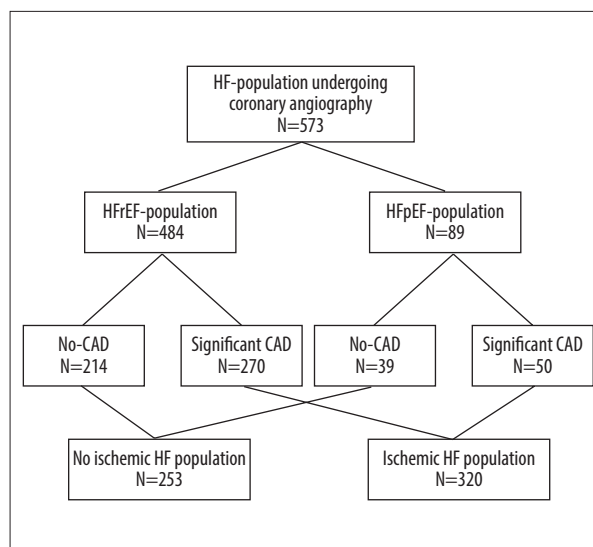 HF-population undergoing
coronary angiography
N=573
HFrEF-population
N=484
HFpEF-population
N=89
No-CAD
N=214
Significant CAD
N=270
No-CAD
N=39
Significant CAD
N=50
No ischemic HF population
N=253
Ischemic HF population
N=320